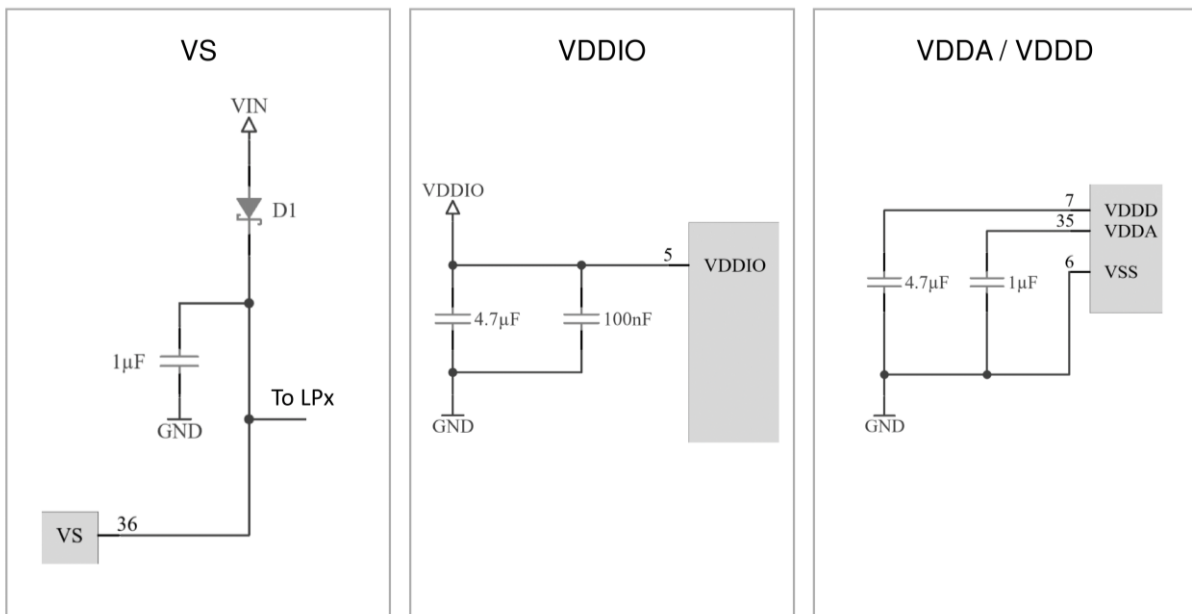 VS
VIN
D1
1µF
GND
To LPx
VS
36
VDDIO
VDDIO
5
VDDIO
4.7µF
100nF
GND
VDDA / VDDD
7
VDDD
35
VDDA
6
VSS
4.7µF
1µF
GND